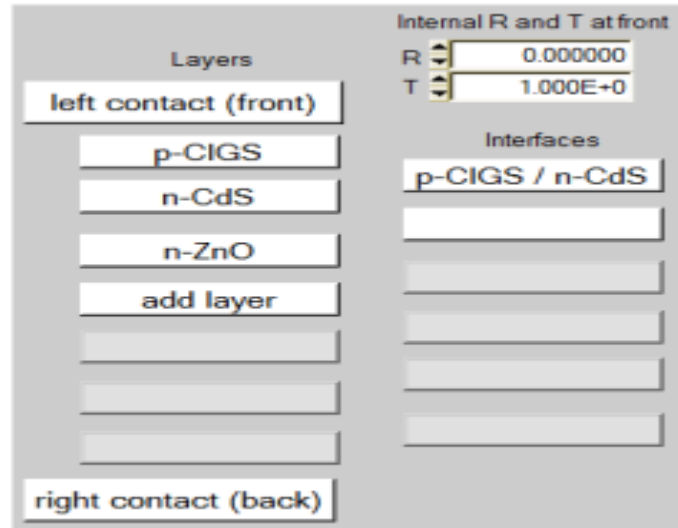 Layers
left contact (front)
p-CIGS
n-CdS
n-ZnO
add layer
right contact (back)
Internal R and T at front
R 0.000000
T 1.000E+0
Interfaces
p-CIGS / n-CdS